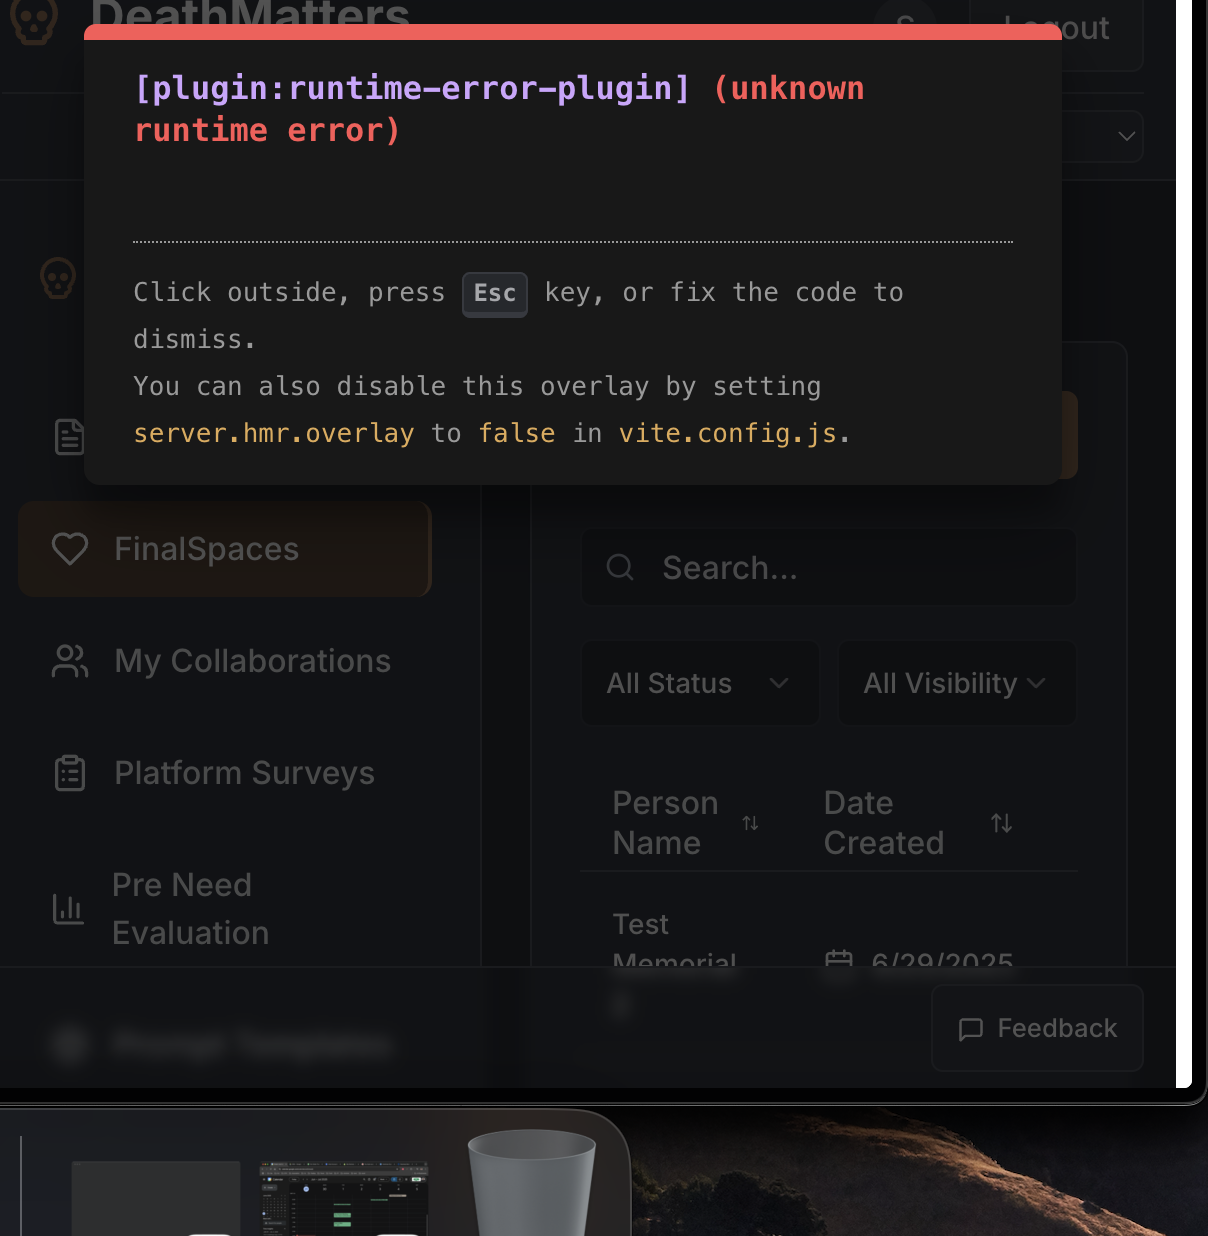 DeathMatters
S
Logout
[plugin:runtime-error-plugin] (unknown
runtime error)
Click outside, press Esc key, or fix the code to
dismiss.
You can also disable this overlay by setting
server.hmr.overlay to false in vite.config.js.
FinalSpaces
My Collaborations
Platform Surveys
Pre Need
Evaluation
Prompt Templates
Search...
All Status
All Visibility
Person
Name
Date
Created
Test
Memorial
6/29/2025
Feedback